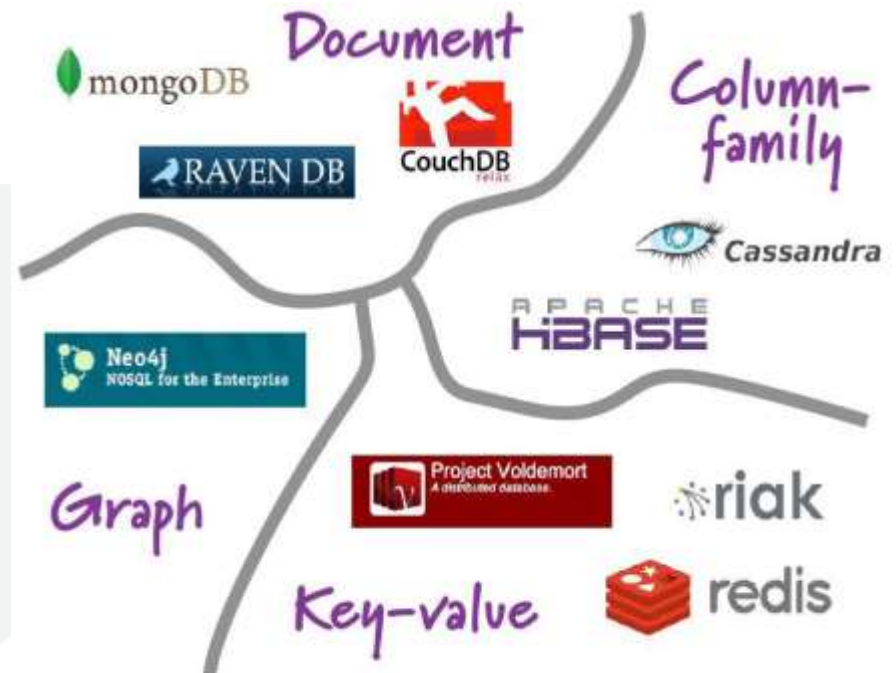 Document
mongoDB
CouchDB
relax
RAVEN DB
Column-
family
Cassandra
APACHE
HBASE
Neo4j
NOSQL for the Enterprise
Graph
Project Voldemort
A distributed database.
riak
redis
Key-value